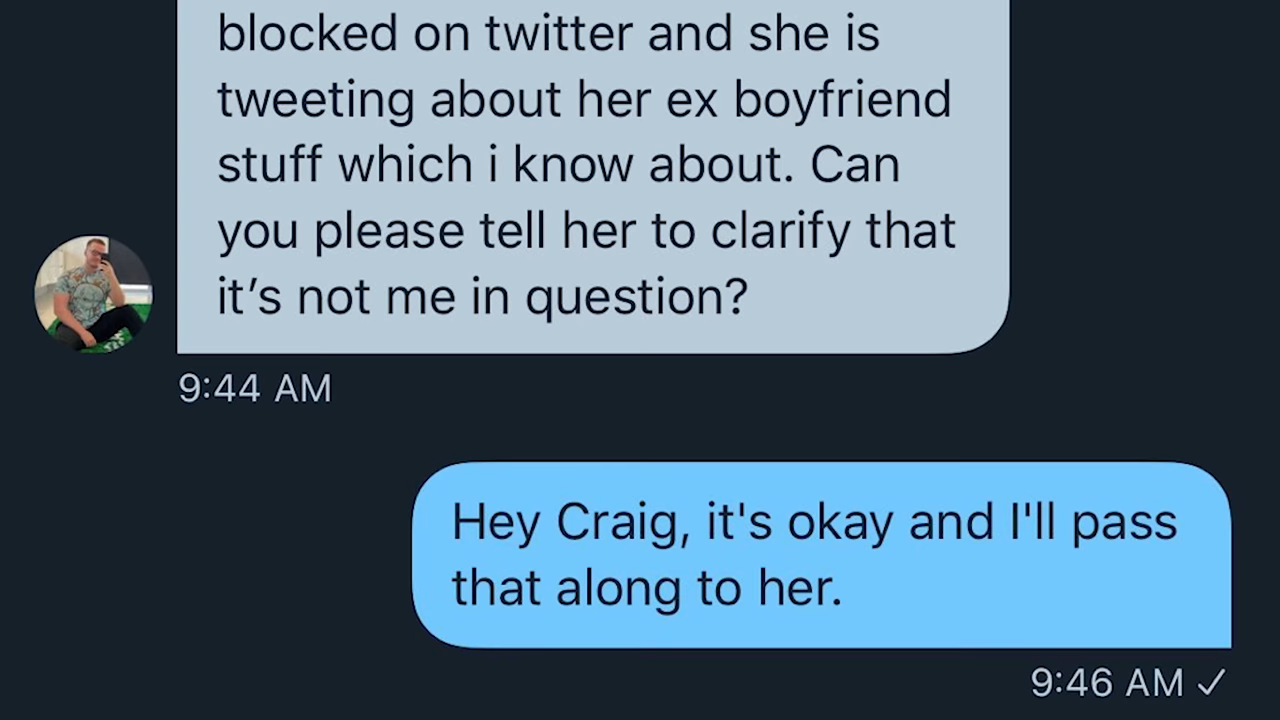 blocked on twitter and she is
tweeting about her ex boyfriend
stuff which i know about. Can
you please tell her to clarify that
it’s not me in question?
9:44 AM
Hey Craig, it's okay and I'll pass
that along to her.
9:46 AM ✓